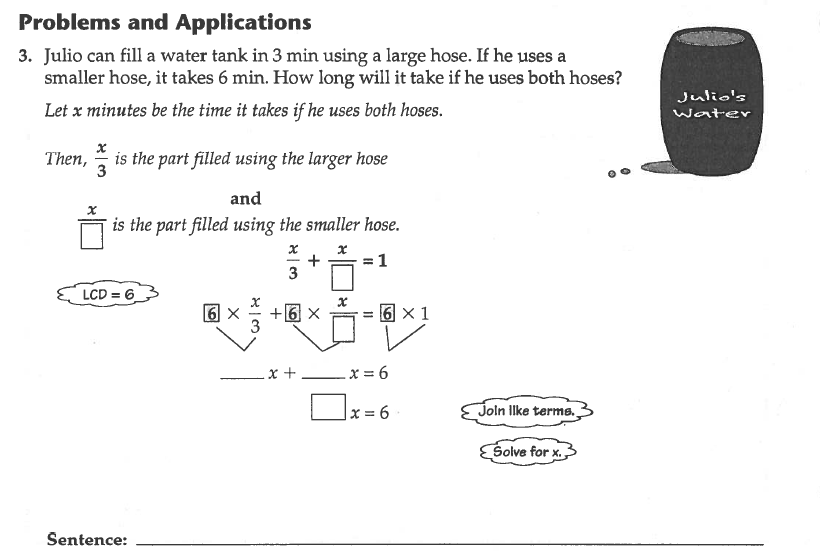 Problems and Applications
3. Julio can fill a water tank in 3 min using a large hose. If he uses a
smaller hose, it takes 6 min. How long will it take if he uses both hoses?
Julio's
Water
Let x minutes be the time it takes if he uses both hoses.
Then, x/3 is the part filled using the larger hose
and
x/□ is the part filled using the smaller hose.
x/3 + x/□ = 1
LCD = 6
6 × x/3 + 6 × x/□ = 6 × 1
____ x + ____ x = 6
□ x = 6
Join like terms.
Solve for x.
Sentence: ____